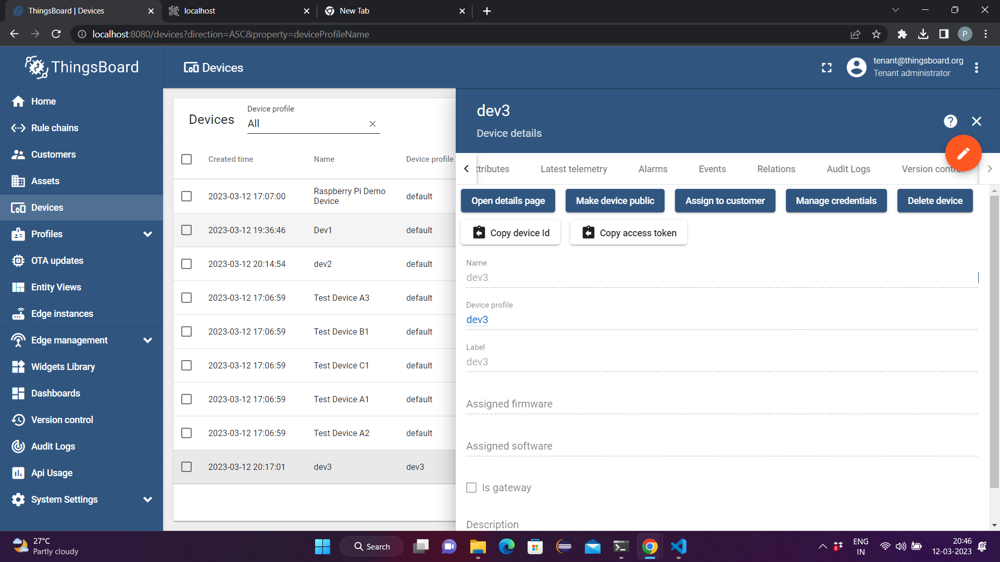 ThingsBoard | Devices
localhost
New Tab
localhost:8080/devices?direction=ASC&property=deviceProfileName
P
ThingsBoard
Devices
tenant@thingsboard.org
Tenant administrator
Home
Rule chains
Customers
Assets
Devices
Profiles
OTA updates
Entity Views
Edge instances
Edge management
Widgets Library
Dashboards
Version control
Audit Logs
Api Usage
System Settings
Devices
Device profile
All
Created time Name Device profile
2023-03-12 17:07:00 Raspberry Pi Demo Device default
2023-03-12 19:36:46 Dev1 default
2023-03-12 20:14:54 dev2 default
2023-03-12 17:06:59 Test Device A3 default
2023-03-12 17:06:59 Test Device B1 default
2023-03-12 17:06:59 Test Device C1 default
2023-03-12 17:06:59 Test Device A1 default
2023-03-12 17:06:59 Test Device A2 default
2023-03-12 20:17:01 dev3 dev3
dev3
Device details
ttributes Latest telemetry Alarms Events Relations Audit Logs Version control
Open details page Make device public Assign to customer Manage credentials Delete device
Copy device Id Copy access token
Name
dev3
Device profile
dev3
Label
dev3
Assigned firmware
Assigned software
Is gateway
Description
27°C
Partly cloudy
Search
3
ENG
IN
20:46
12-03-2023